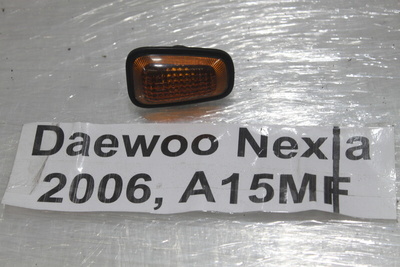 Daewoo Nexia
2006, A15MF